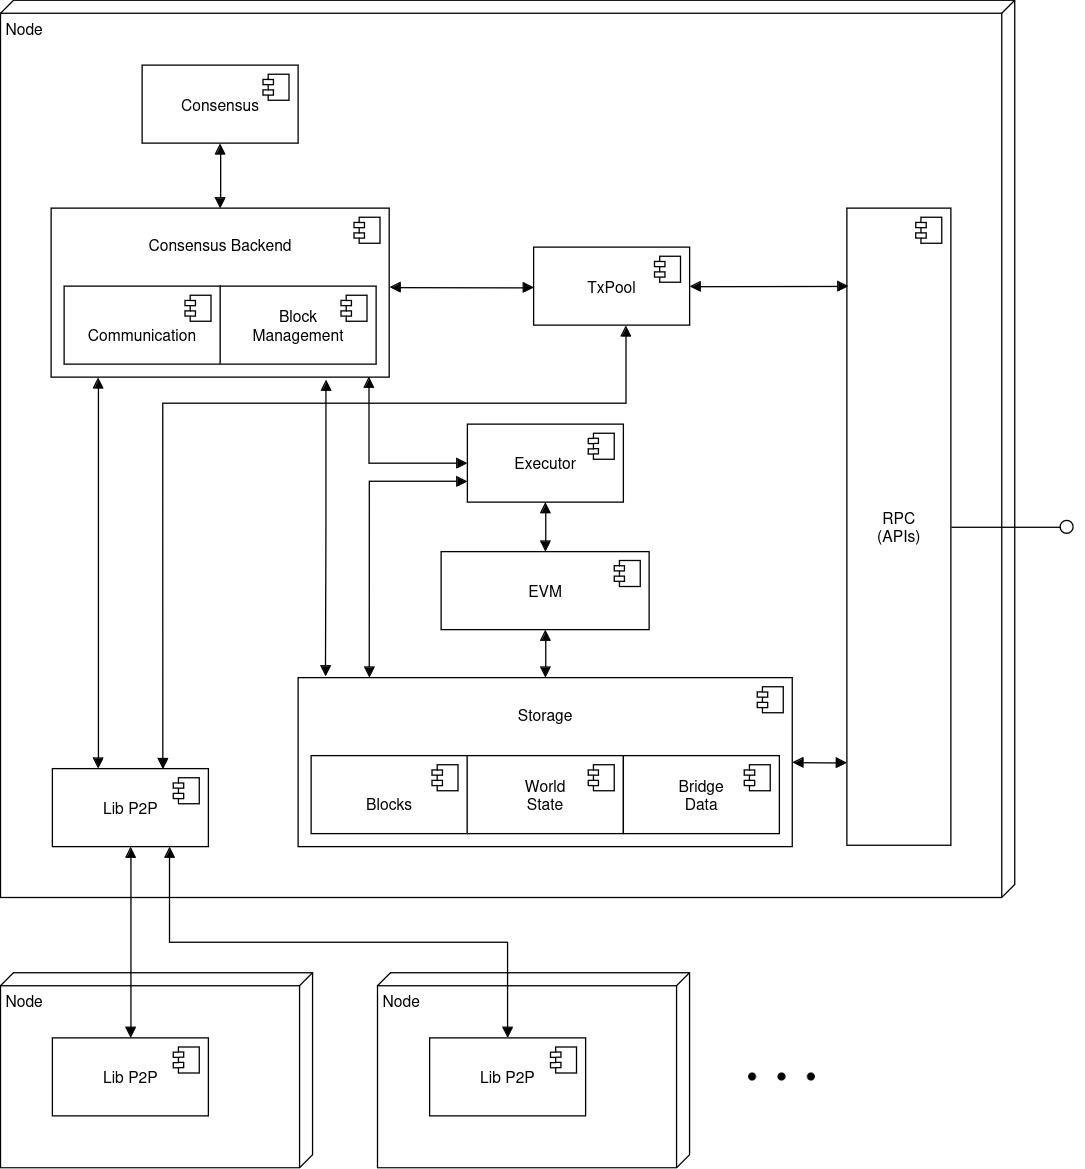 Node
Consensus
Consensus Backend
Communication
Block
Management
TxPool
Executor
RPC
(APIs)
EVM
Storage
Blocks
World
State
Bridge
Data
Lib P2P
Node
Lib P2P
Node
Lib P2P